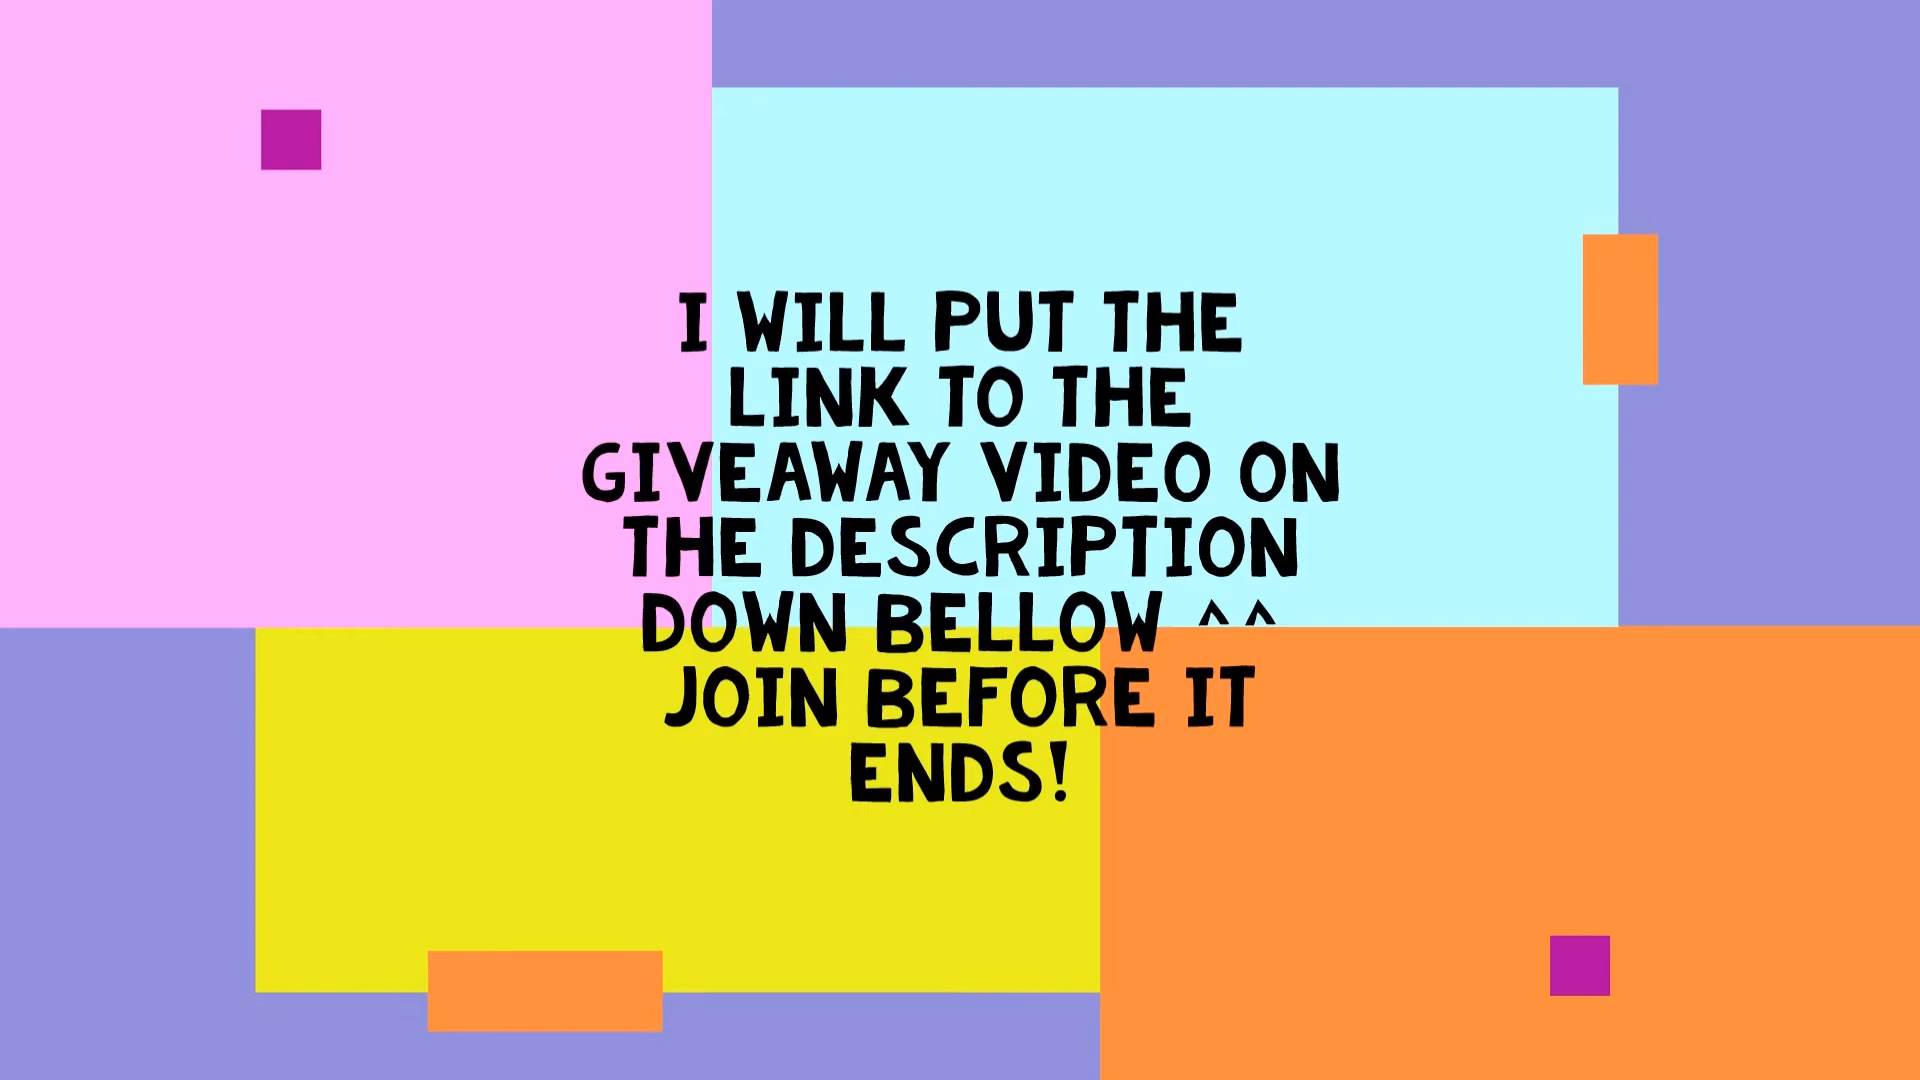 I WILL PUT THE
LINK TO THE
GIVEAWAY VIDEO ON
THE DESCRIPTION
DOWN BELLOW ^^
JOIN BEFORE IT
ENDS!